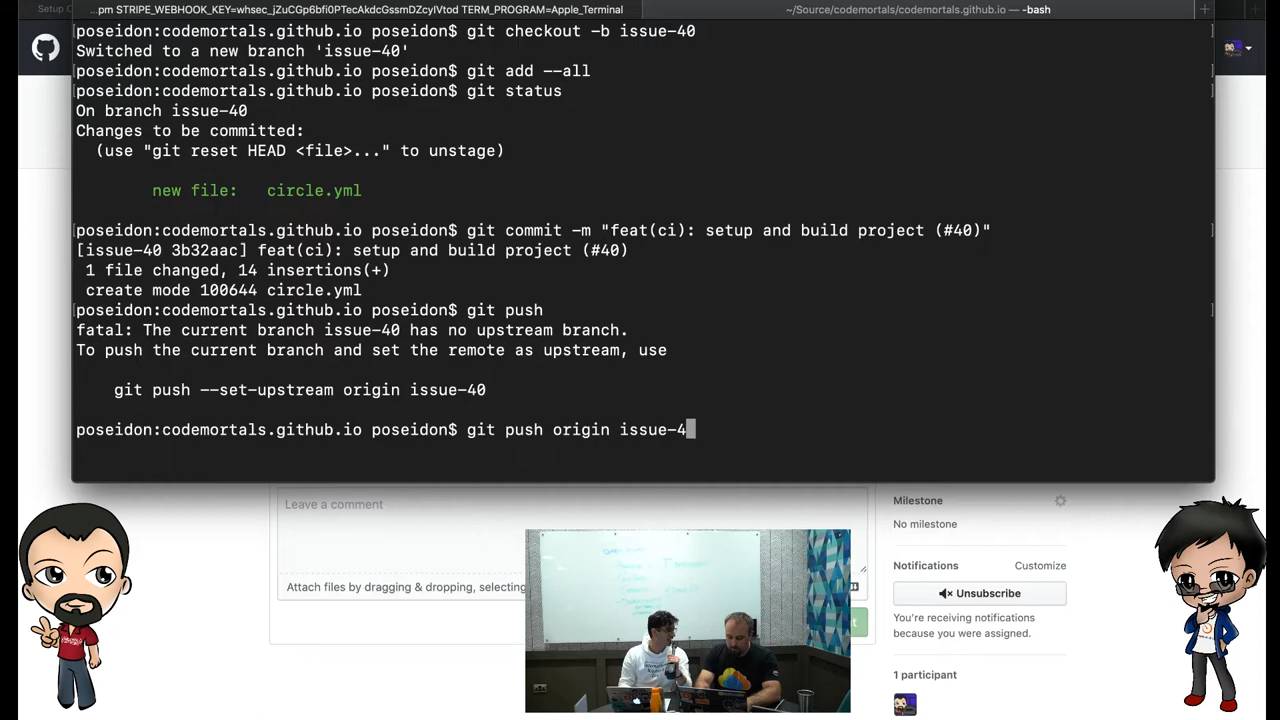 ...pm STRIPE_WEBHOOK_KEY=whsec_jZuCGp6bfi0PTecAkdcGssmDZcyIVtod TERM_PROGRAM=Apple_Terminal
~/Source/codemortals/codemortals.github.io — -bash
poseidon:codemortals.github.io poseidon$ git checkout -b issue-40
Switched to a new branch 'issue-40'
poseidon:codemortals.github.io poseidon$ git add --all
poseidon:codemortals.github.io poseidon$ git status
On branch issue-40
Changes to be committed:
(use "git reset HEAD <file>..." to unstage)
new file: circle.yml
poseidon:codemortals.github.io poseidon$ git commit -m "feat(ci): setup and build project (#40)"
[issue-40 3b32aac] feat(ci): setup and build project (#40)
1 file changed, 14 insertions(+)
create mode 100644 circle.yml
poseidon:codemortals.github.io poseidon$ git push
fatal: The current branch issue-40 has no upstream branch.
To push the current branch and set the remote as upstream, use
git push --set-upstream origin issue-40
poseidon:codemortals.github.io poseidon$ git push origin issue-4
Leave a comment
Attach files by dragging & dropping, selecting
Milestone
No milestone
Notifications
Customize
Unsubscribe
You're receiving notifications
because you were assigned.
1 participant